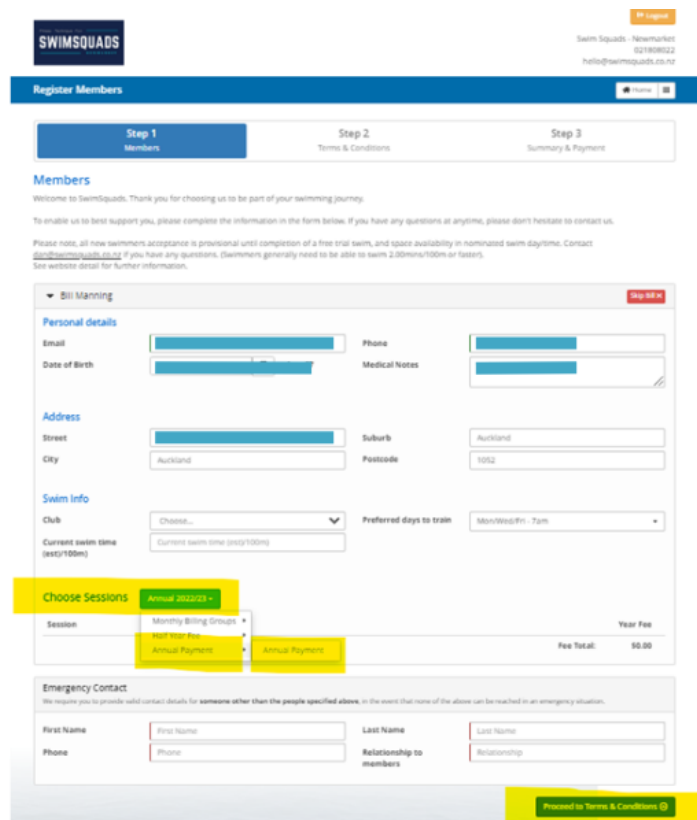 Logout
SWIMSQUADS
Swim Squads - Newmarket
021808022
hello@swimsquads.co.nz
Register Members
Home
Step 1
Members
Step 2
Terms & Conditions
Step 3
Summary & Payment
Members
Welcome to SwimSquads. Thank you for choosing us to be part of your swimming journey.
To enable us to best support you, please complete the information in the form below. If you have any questions at anytime, please don't hesitate to contact us.
Please note, all new swimmers acceptance is provisional until completion of a free trial swim, and space availability in nominated swim day/time. Contact
dan@swimsquads.co.nz if you have any questions. (Swimmers generally need to be able to swim 2.00mins/100m or
faster).
See website detail for further information.
Bill Manning
Skip Bill ×
Personal details
Email
Phone
Date of Birth
Medical Notes
Address
Street
Suburb
Auckland
City
Auckland
Postcode
1052
Swim Info
Club
Choose...
Preferred days to train
Mon/Wed/Fri - 7am
Current swim time
(est)/100m)
Current swim time (est)/100m)
Choose Sessions
Annual 2022/23
Session
Monthly Billing Groups
Year Fee
Half Year Fee
Annual Payment
Annual Payment
Fee Total:
$0.00
Emergency Contact
We require you to provide valid contact details for someone other than the people specified above, in the event that none of the above can be reached in an emergency situation.
First Name
First Name
Last Name
Last Name
Phone
Phone
Relationship to
members
Relationship
Proceed to Terms & Conditions